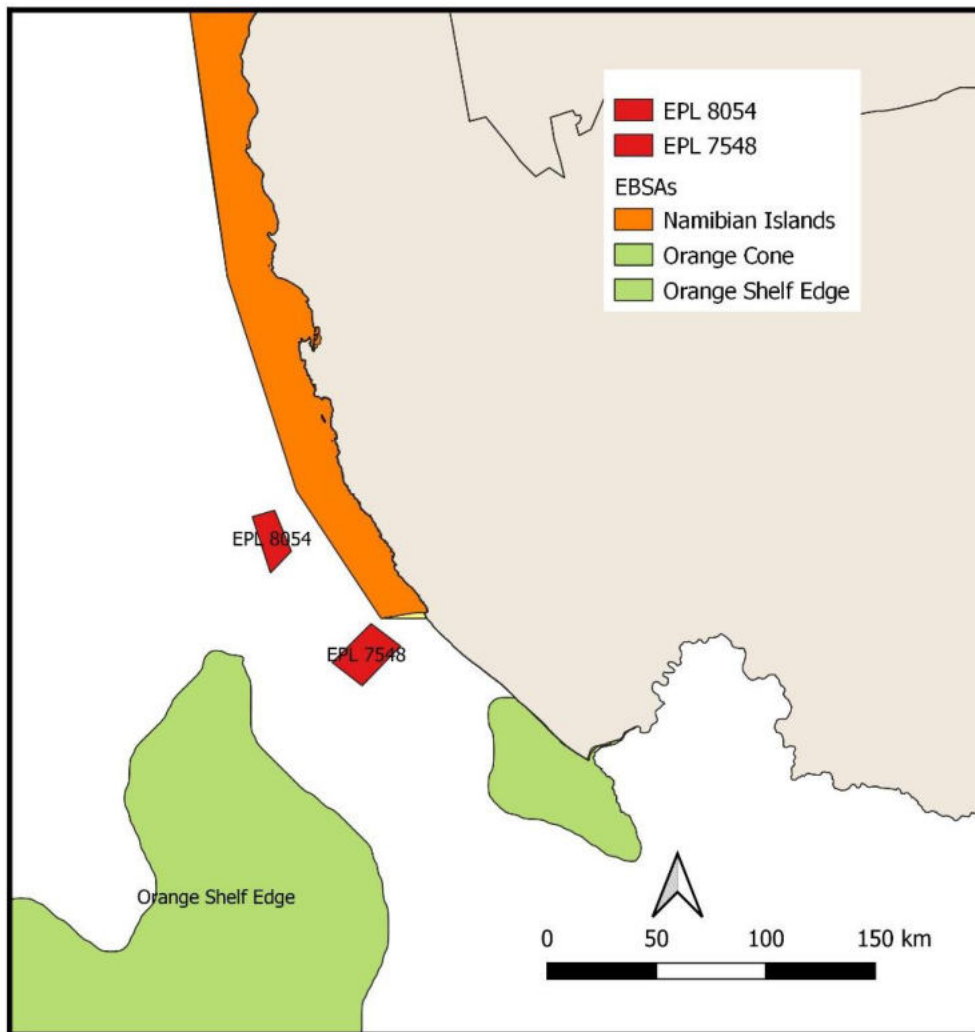 EPL 8054
EPL 7548
EBSAs
Namibian Islands
Orange Cone
Orange Shelf Edge
EPL 8054
EPL 7548
Orange Shelf Edge
0 50 100 150 km